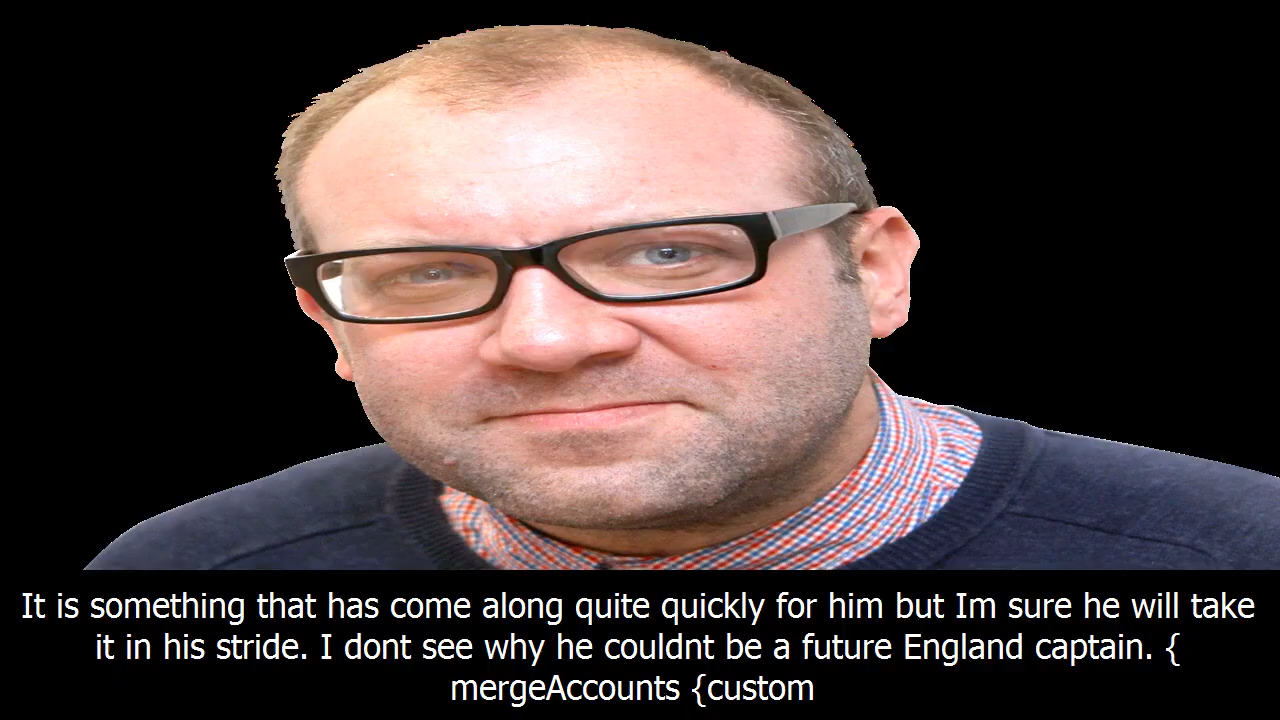 It is something that has come along quite quickly for him but Im sure he will take
it in his stride. I dont see why he couldnt be a future England captain. {
mergeAccounts {custom